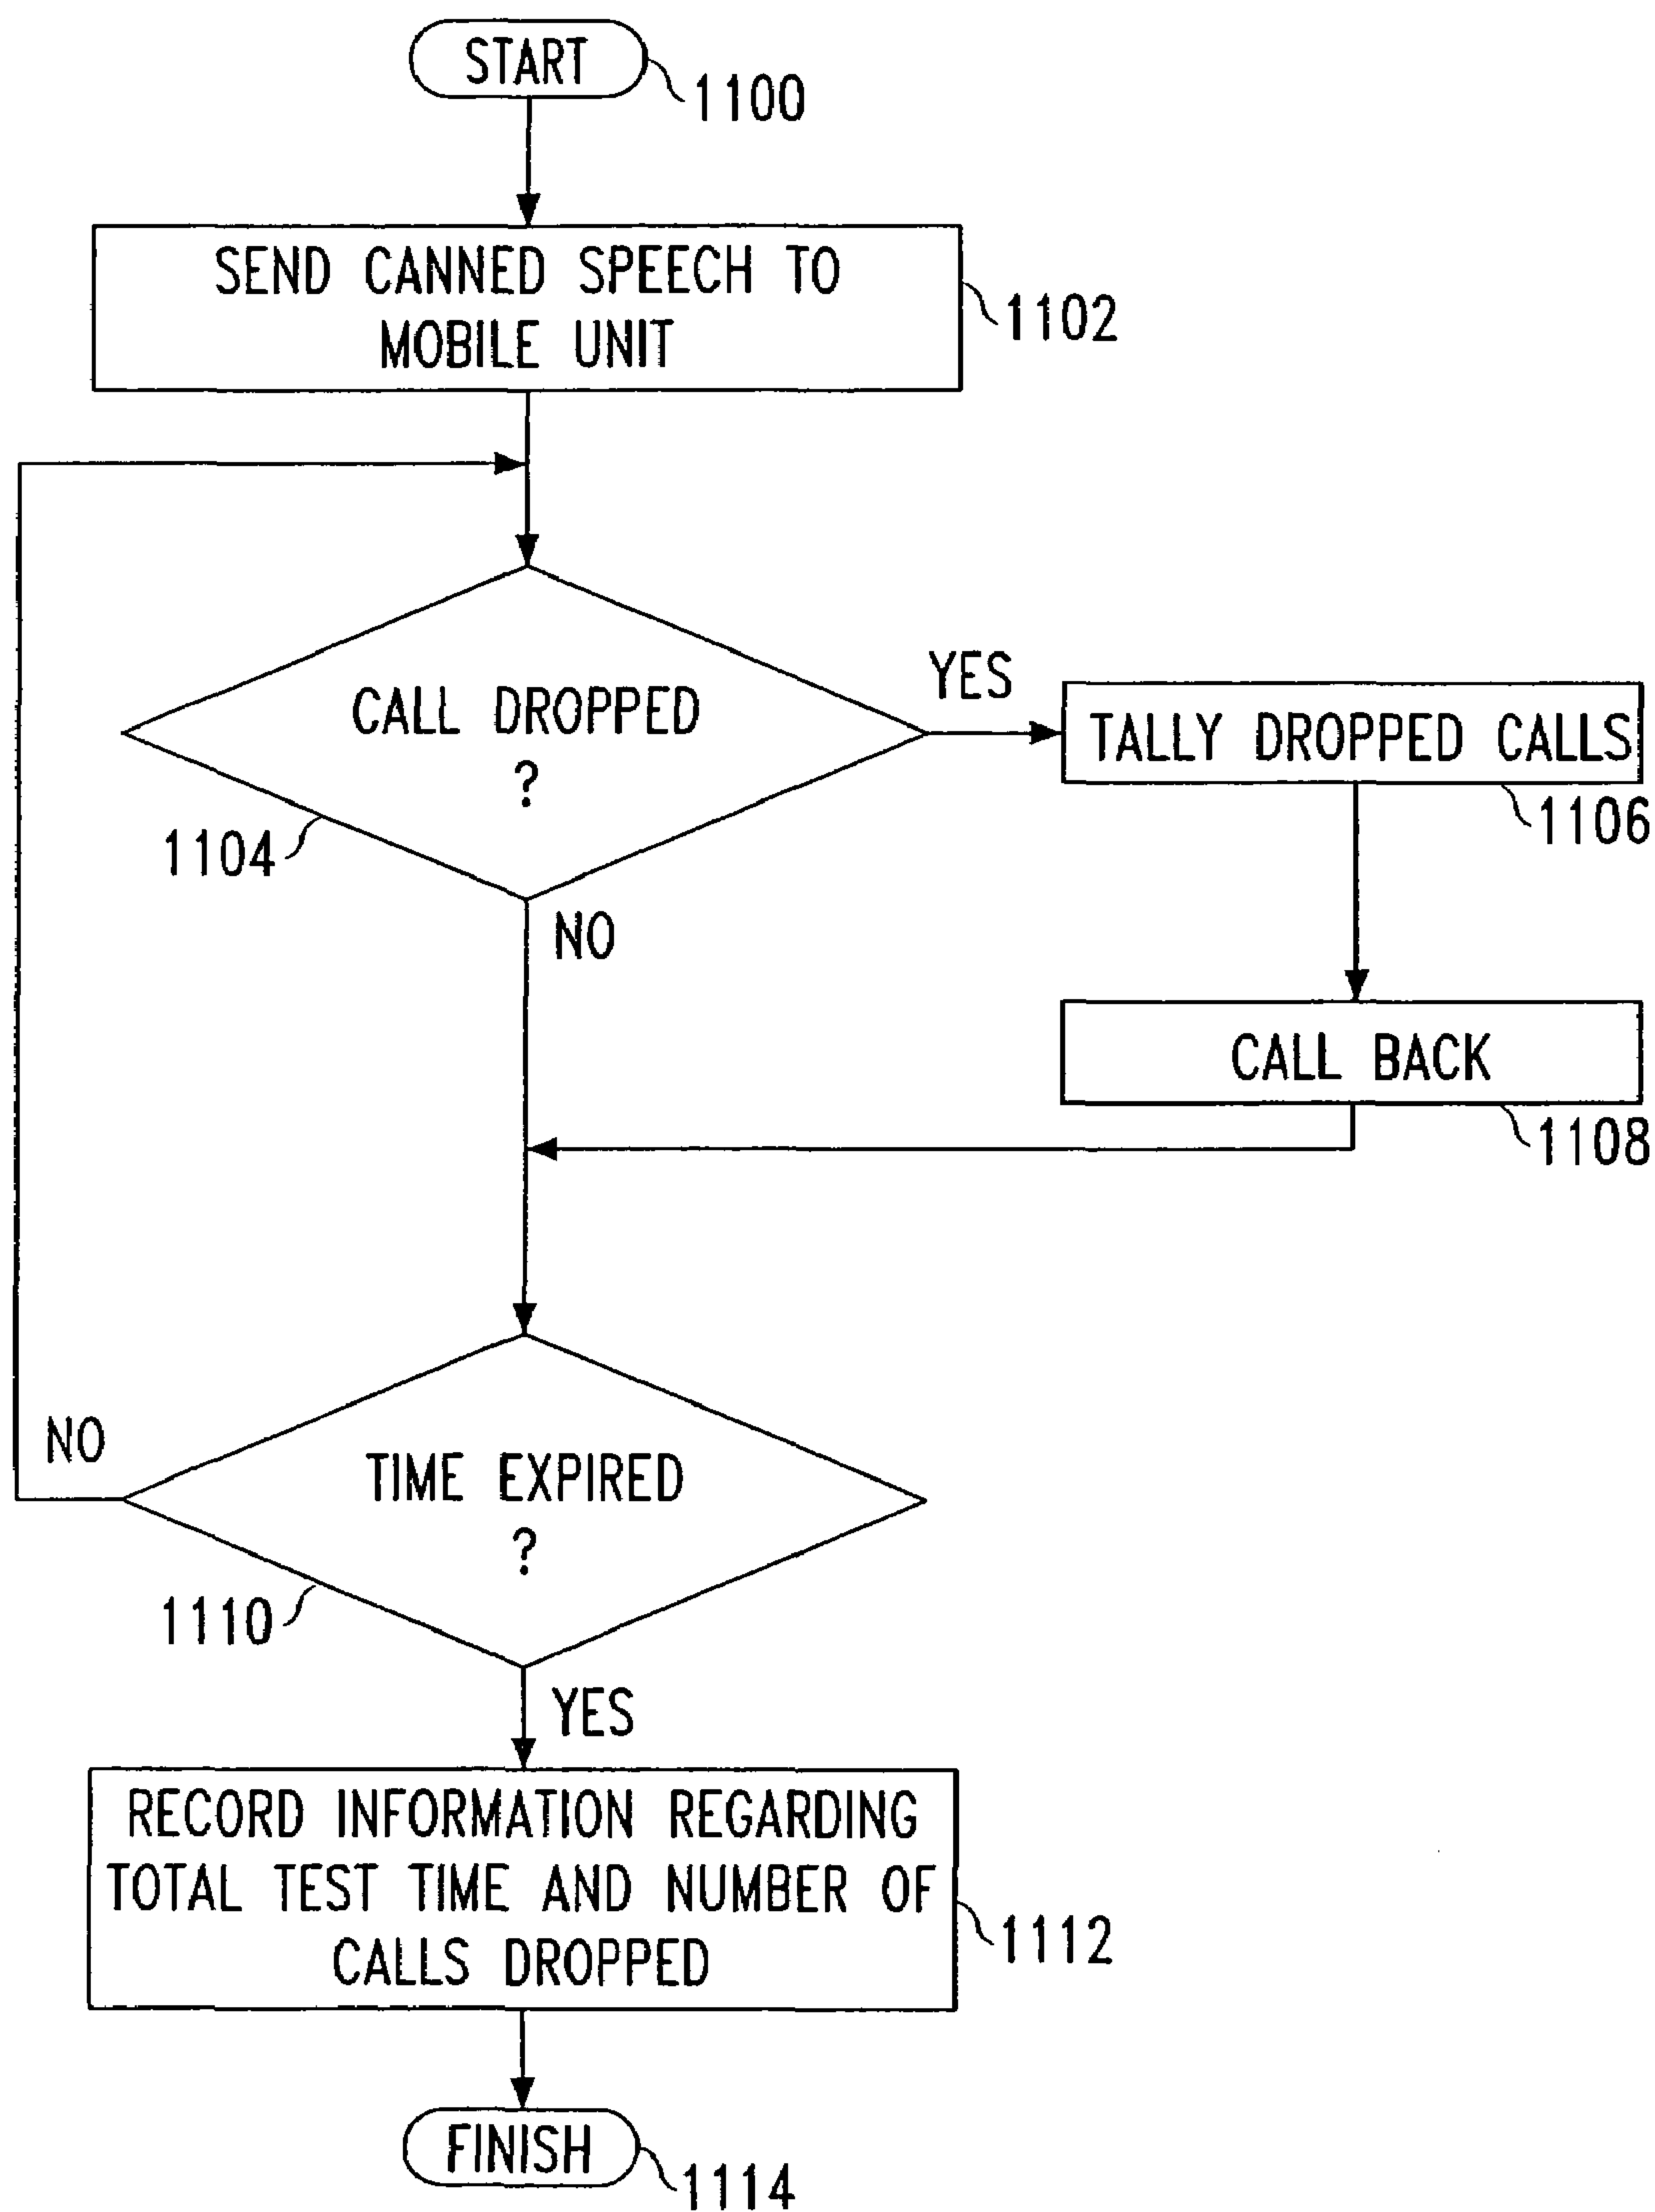 START
1100
SEND CANNED SPEECH TO
MOBILE UNIT
1102
CALL DROPPED
?
1104
YES
TALLY DROPPED CALLS
1106
NO
CALL BACK
1108
TIME EXPIRED
?
NO
1110
YES
RECORD INFORMATION REGARDING
TOTAL TEST TIME AND NUMBER OF
CALLS DROPPED
1112
FINISH
1114